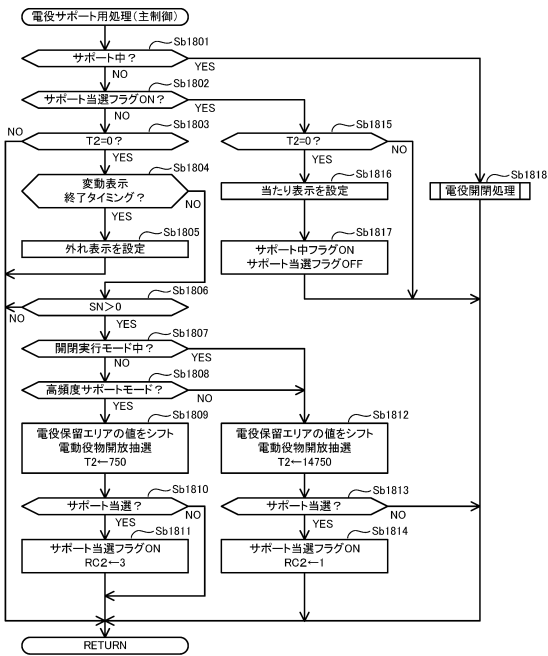 電役サポート用処理(主制御)
Sb1801
サポート中？
YES
NO
Sb1802
サポート当選フラグON？
YES
NO
Sb1803
T2=0？
NO
YES
Sb1804
変動表示
終了タイミング？
NO
YES
Sb1805
外れ表示を設定
Sb1815
T2=0？
NO
YES
Sb1816
当たり表示を設定
Sb1817
サポート中フラグON
サポート当選フラグOFF
Sb1818
電役開閉処理
Sb1806
SN＞0
NO
YES
Sb1807
開閉実行モード中？
YES
NO
Sb1808
高頻度サポートモード？
NO
YES
Sb1809
電役保留エリアの値をシフト
電動役物開放抽選
T2←750
Sb1812
電役保留エリアの値をシフト
電動役物開放抽選
T2←14750
Sb1810
サポート当選？
NO
YES
Sb1811
サポート当選フラグON
RC2←3
Sb1813
サポート当選？
NO
YES
Sb1814
サポート当選フラグON
RC2←1
RETURN